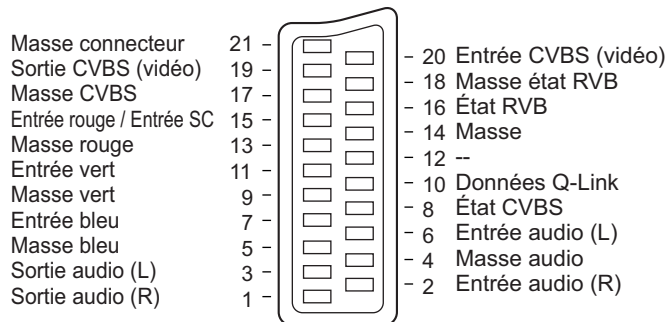 Masse connecteur 21
Sortie CVBS (vidéo) 19
Masse CVBS 17
Entrée rouge / Entrée SC 15
Masse rouge 13
Entrée vert 11
Masse vert 9
Entrée bleu 7
Masse bleu 5
Sortie audio (L) 3
Sortie audio (R) 1
20 Entrée CVBS (vidéo)
18 Masse état RVB
16 État RVB
14 Masse
12 --
10 Données Q-Link
8 État CVBS
6 Entrée audio (L)
4 Masse audio
2 Entrée audio (R)